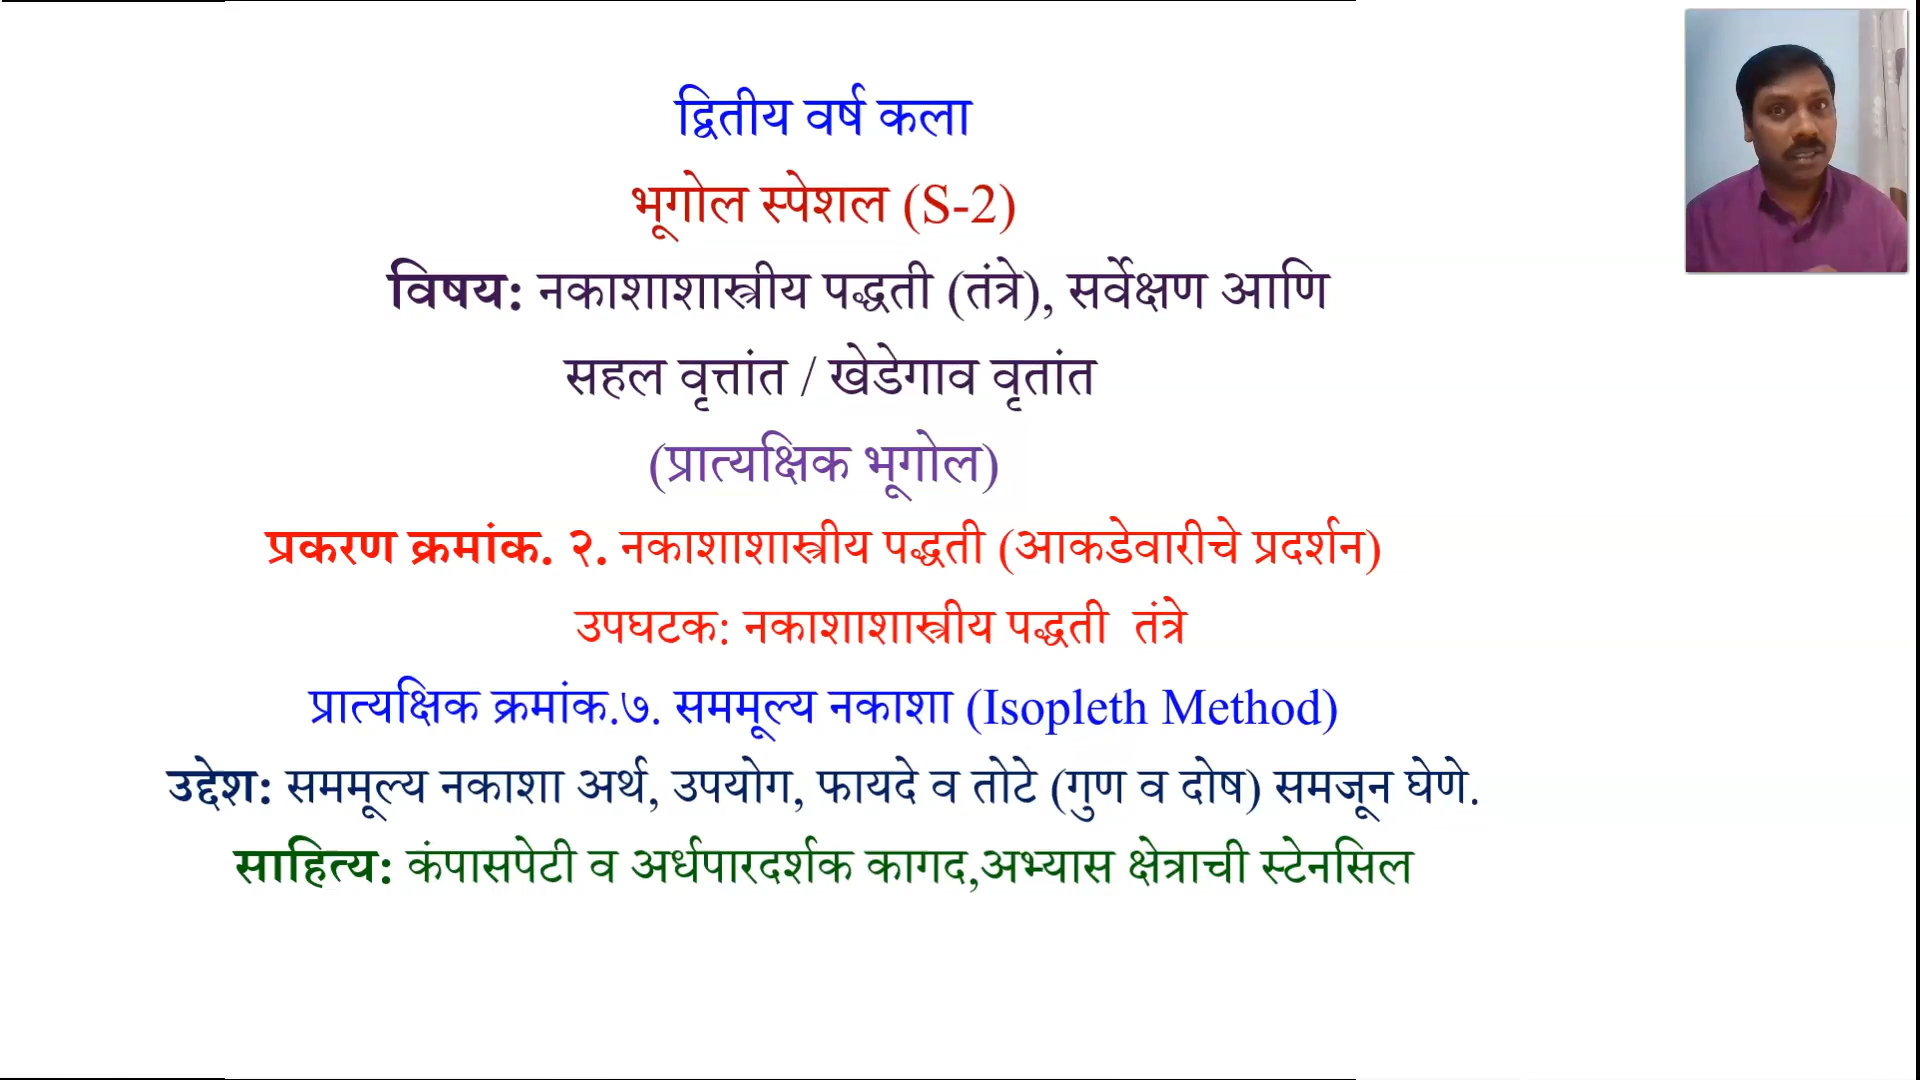 द्वितीय वर्ष कला
भूगोल स्पेशल (S-2)
विषय: नकाशाशास्त्रीय पद्धती (तंत्रे), सर्वेक्षण आणि
सहल वृत्तांत / खेडेगाव वृतांत
(प्रात्यक्षिक भूगोल)
प्रकरण क्रमांक. २. नकाशाशास्त्रीय पद्धती (आकडेवारीचे प्रदर्शन)
उपघटक: नकाशाशास्त्रीय पद्धती तंत्रे
प्रात्यक्षिक क्रमांक.७. सममूल्य नकाशा (Isopleth Method)
उद्देश: सममूल्य नकाशा अर्थ, उपयोग, फायदे व तोटे (गुण व दोष) समजून घेणे.
साहित्य: कंपासपेटी व अर्धपारदर्शक कागद,अभ्यास क्षेत्राची स्टेनसिल